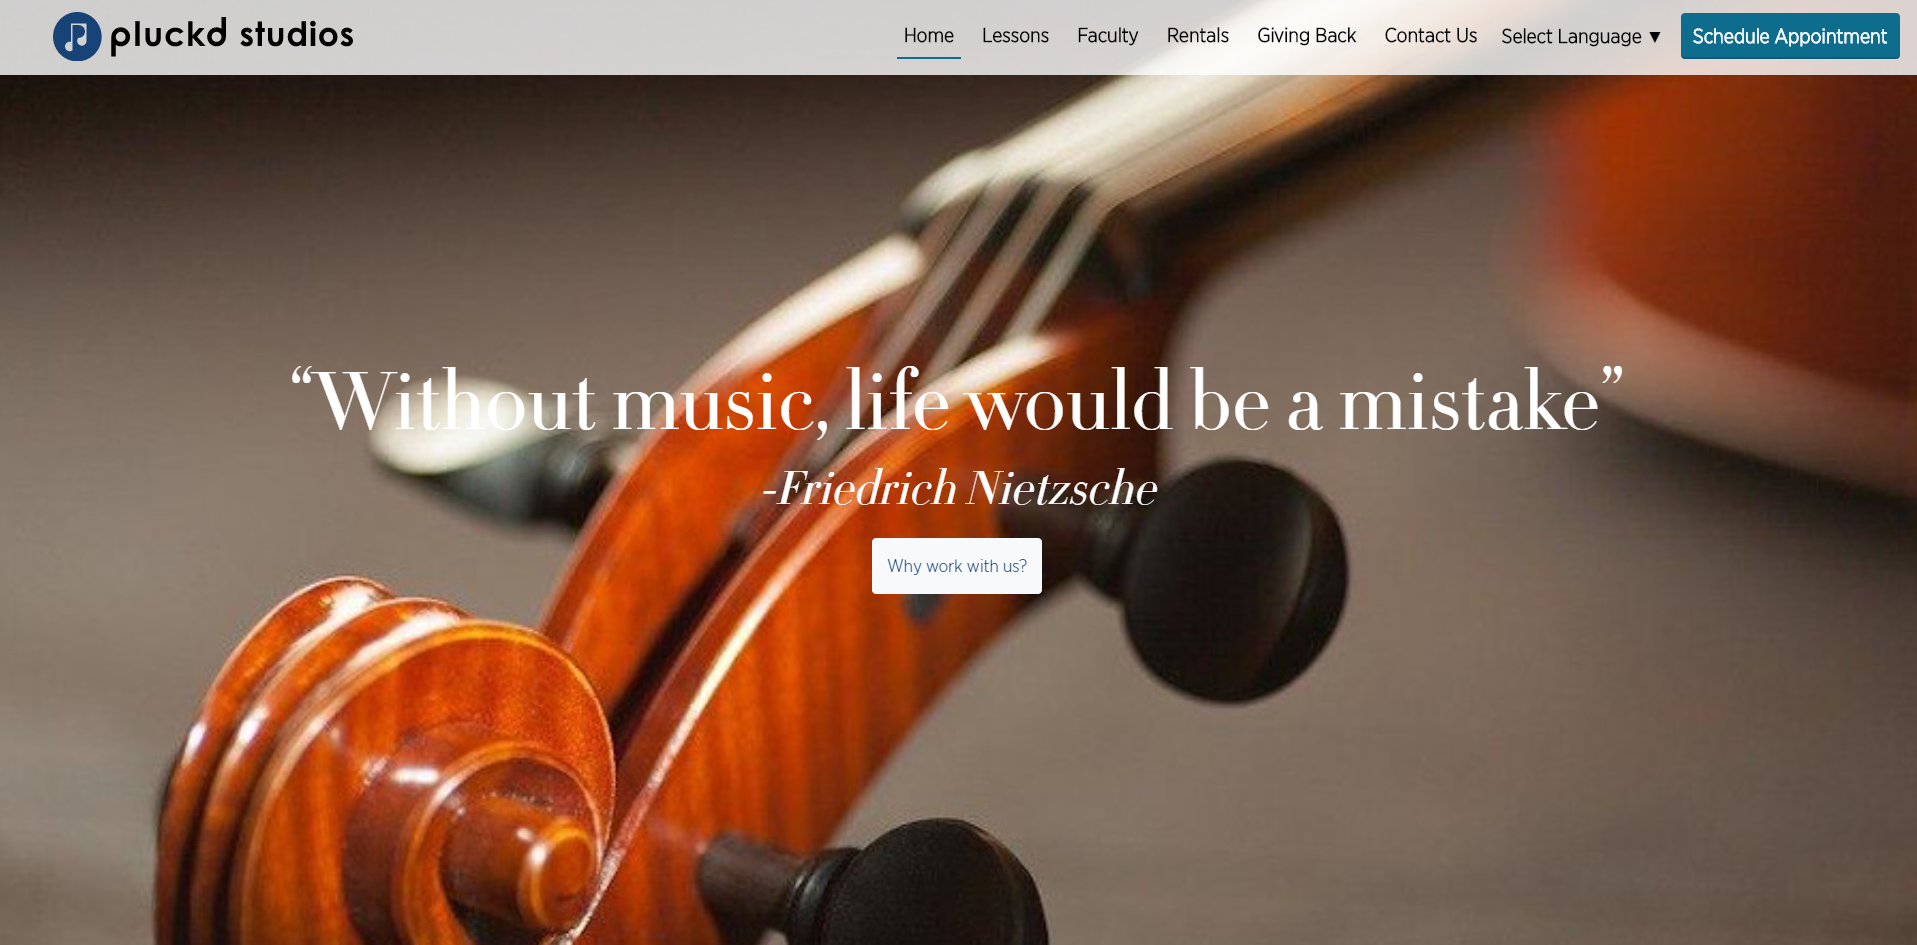 pluckd studios
Home Lessons Faculty Rentals Giving Back Contact Us Select Language ▼ Schedule Appointment
“Without music, life would be a mistake”
-Friedrich Nietzsche
Why work with us?